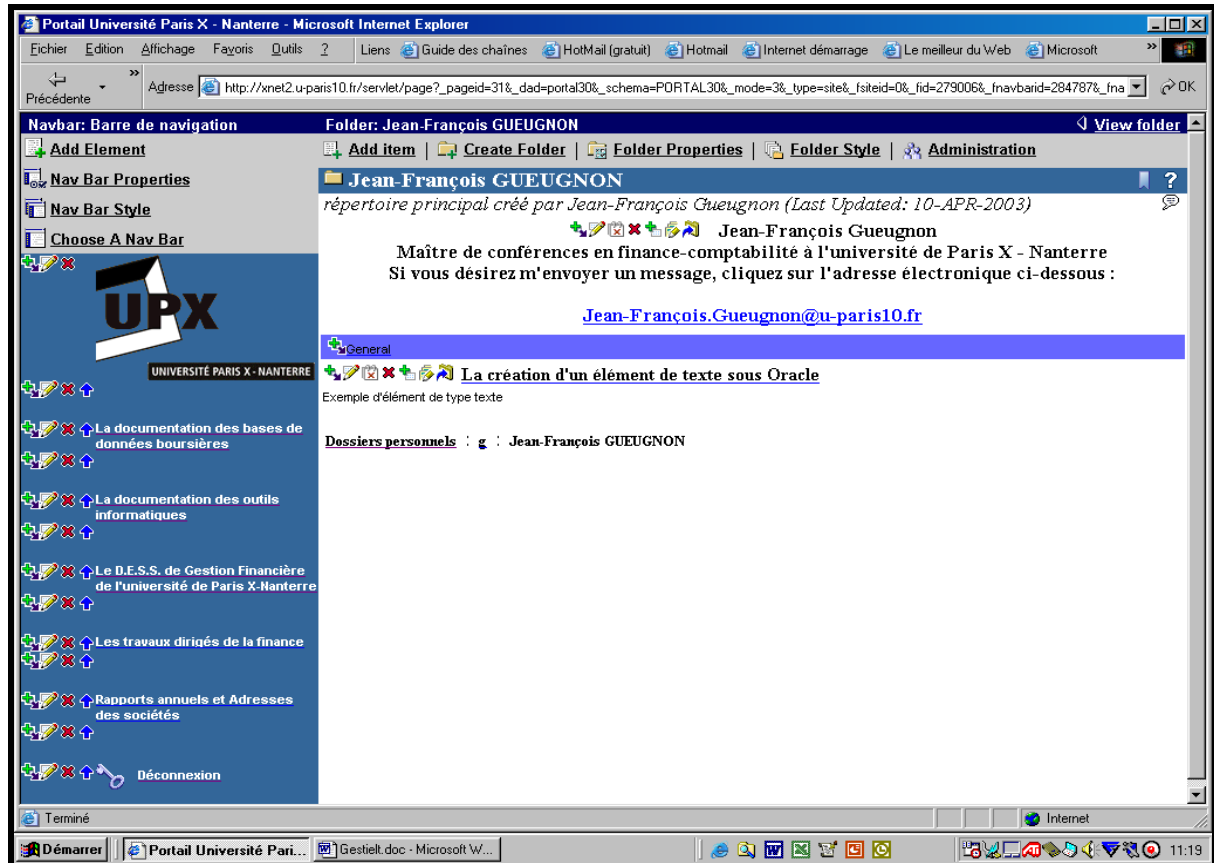 Portail Université Paris X - Nanterre - Microsoft Internet Explorer
Fichier Edition Affichage Favoris Outils ? Liens Guide des chaînes HotMail (gratuit) Hotmail Internet démarrage Le meilleur du Web Microsoft »
Précédente » Adresse http://xnet2.u-paris10.fr/servlet/page?_pageid=31&_dad=portal30&_schema=PORTAL30&_mode=3&_type=site&_fsiteid=0&_fid=279006&_fnavbarid=284787&_fna OK
Navbar: Barre de navigation
Add Element
Nav Bar Properties
Nav Bar Style
Choose A Nav Bar
UPX
UNIVERSITÉ PARIS X - NANTERRE
La documentation des bases de
données boursières
La documentation des outils
informatiques
Le D.E.S.S. de Gestion Financière
de l'université de Paris X-Nanterre
Les travaux dirigés de la finance
Rapports annuels et Adresses
des sociétés
Déconnexion
Folder: Jean-François GUEUGNON View folder
Add item | Create Folder | Folder Properties | Folder Style | Administration
Jean-François GUEUGNON ?
répertoire principal créé par Jean-François Gueugnon (Last Updated: 10-APR-2003)
Jean-François Gueugnon
Maître de conférences en finance-comptabilité à l'université de Paris X - Nanterre
Si vous désirez m'envoyer un message, cliquez sur l'adresse électronique ci-dessous :
Jean-François.Gueugnon@u-paris10.fr
General
La création d'un élément de texte sous Oracle
Exemple d'élément de type texte
Dossiers personnels : g : Jean-François GUEUGNON
Terminé Internet
Démarrer Portail Université Pari... Gestielt.doc - Microsoft W... 11:19